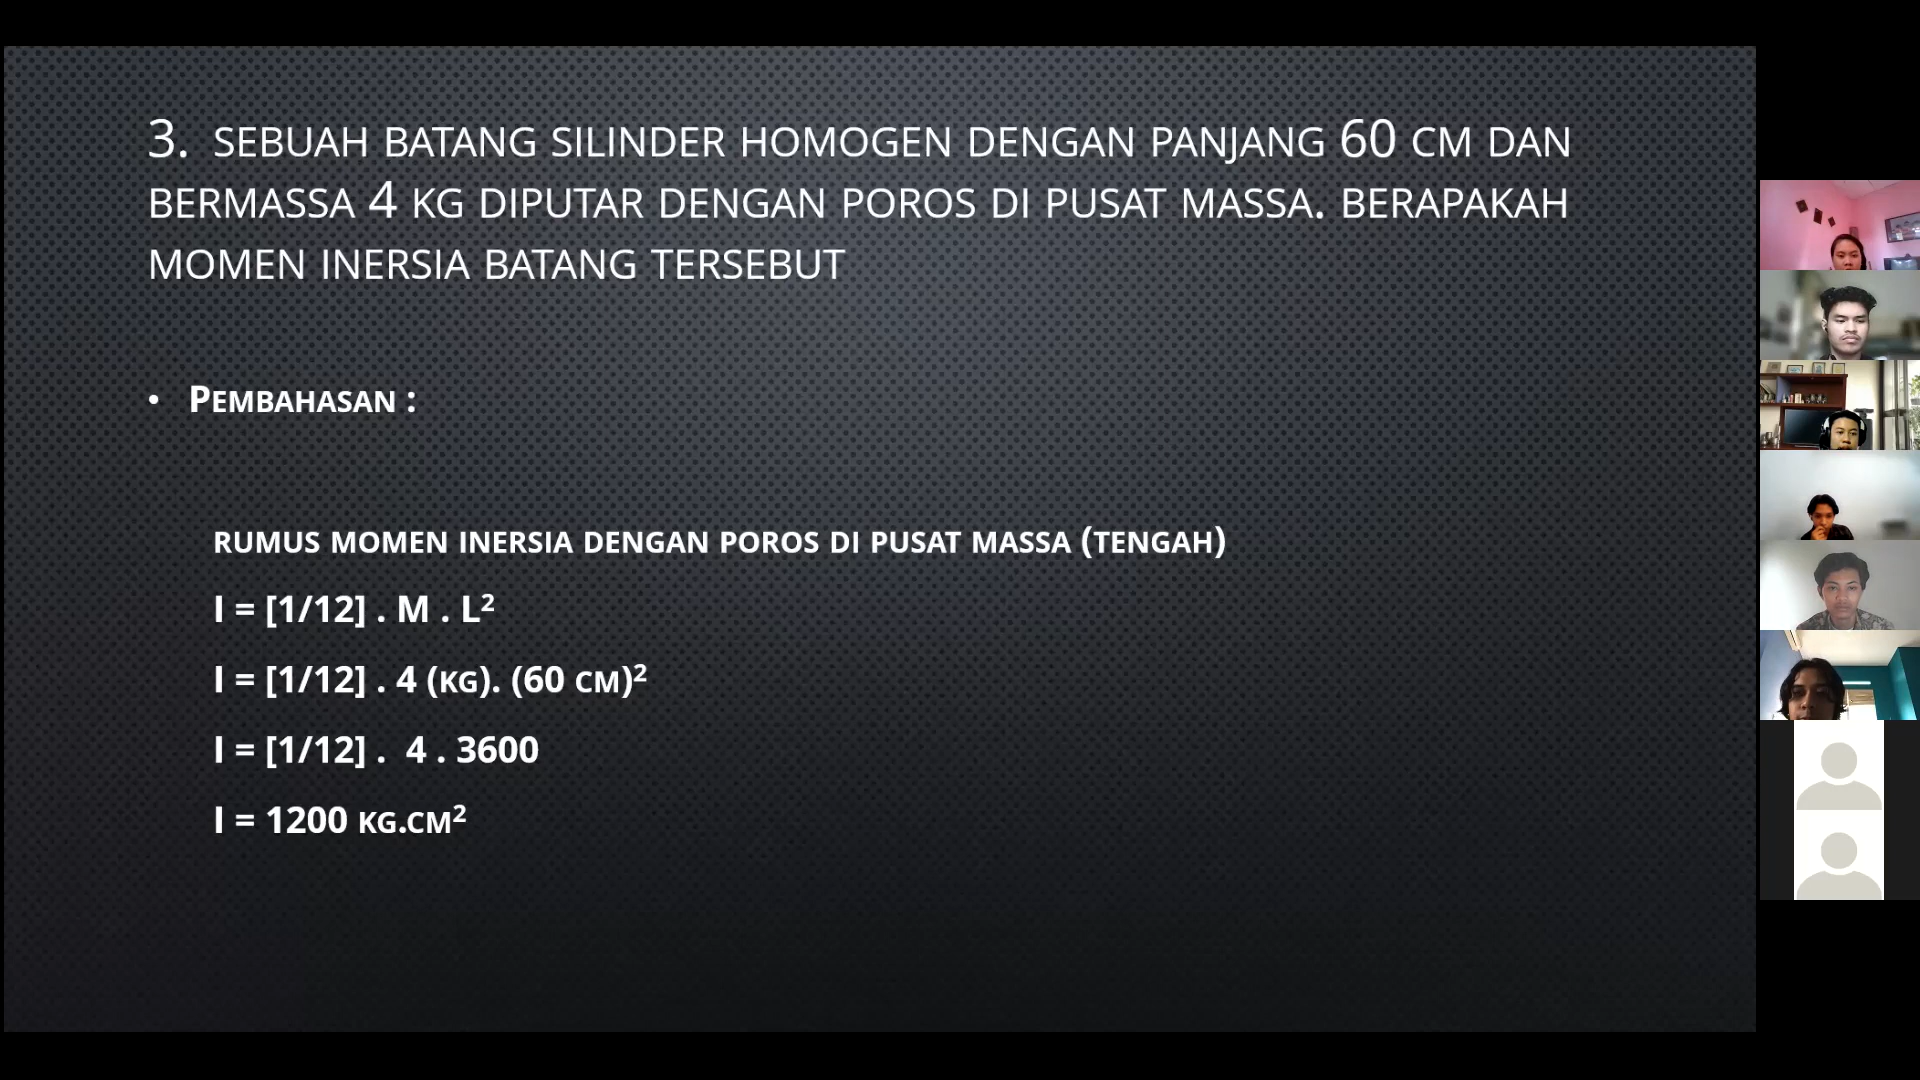 3. SEBUAH BATANG SILINDER HOMOGEN DENGAN PANJANG 60 CM DAN
BERMASSA 4 KG DIPUTAR DENGAN POROS DI PUSAT MASSA. BERAPAKAH
MOMEN INERSIA BATANG TERSEBUT
• PEMBAHASAN :
RUMUS MOMEN INERSIA DENGAN POROS DI PUSAT MASSA (TENGAH)
I = [1/12] . M . L²
I = [1/12] . 4 (KG). (60 CM)²
I = [1/12] . 4 . 3600
I = 1200 KG.CM²